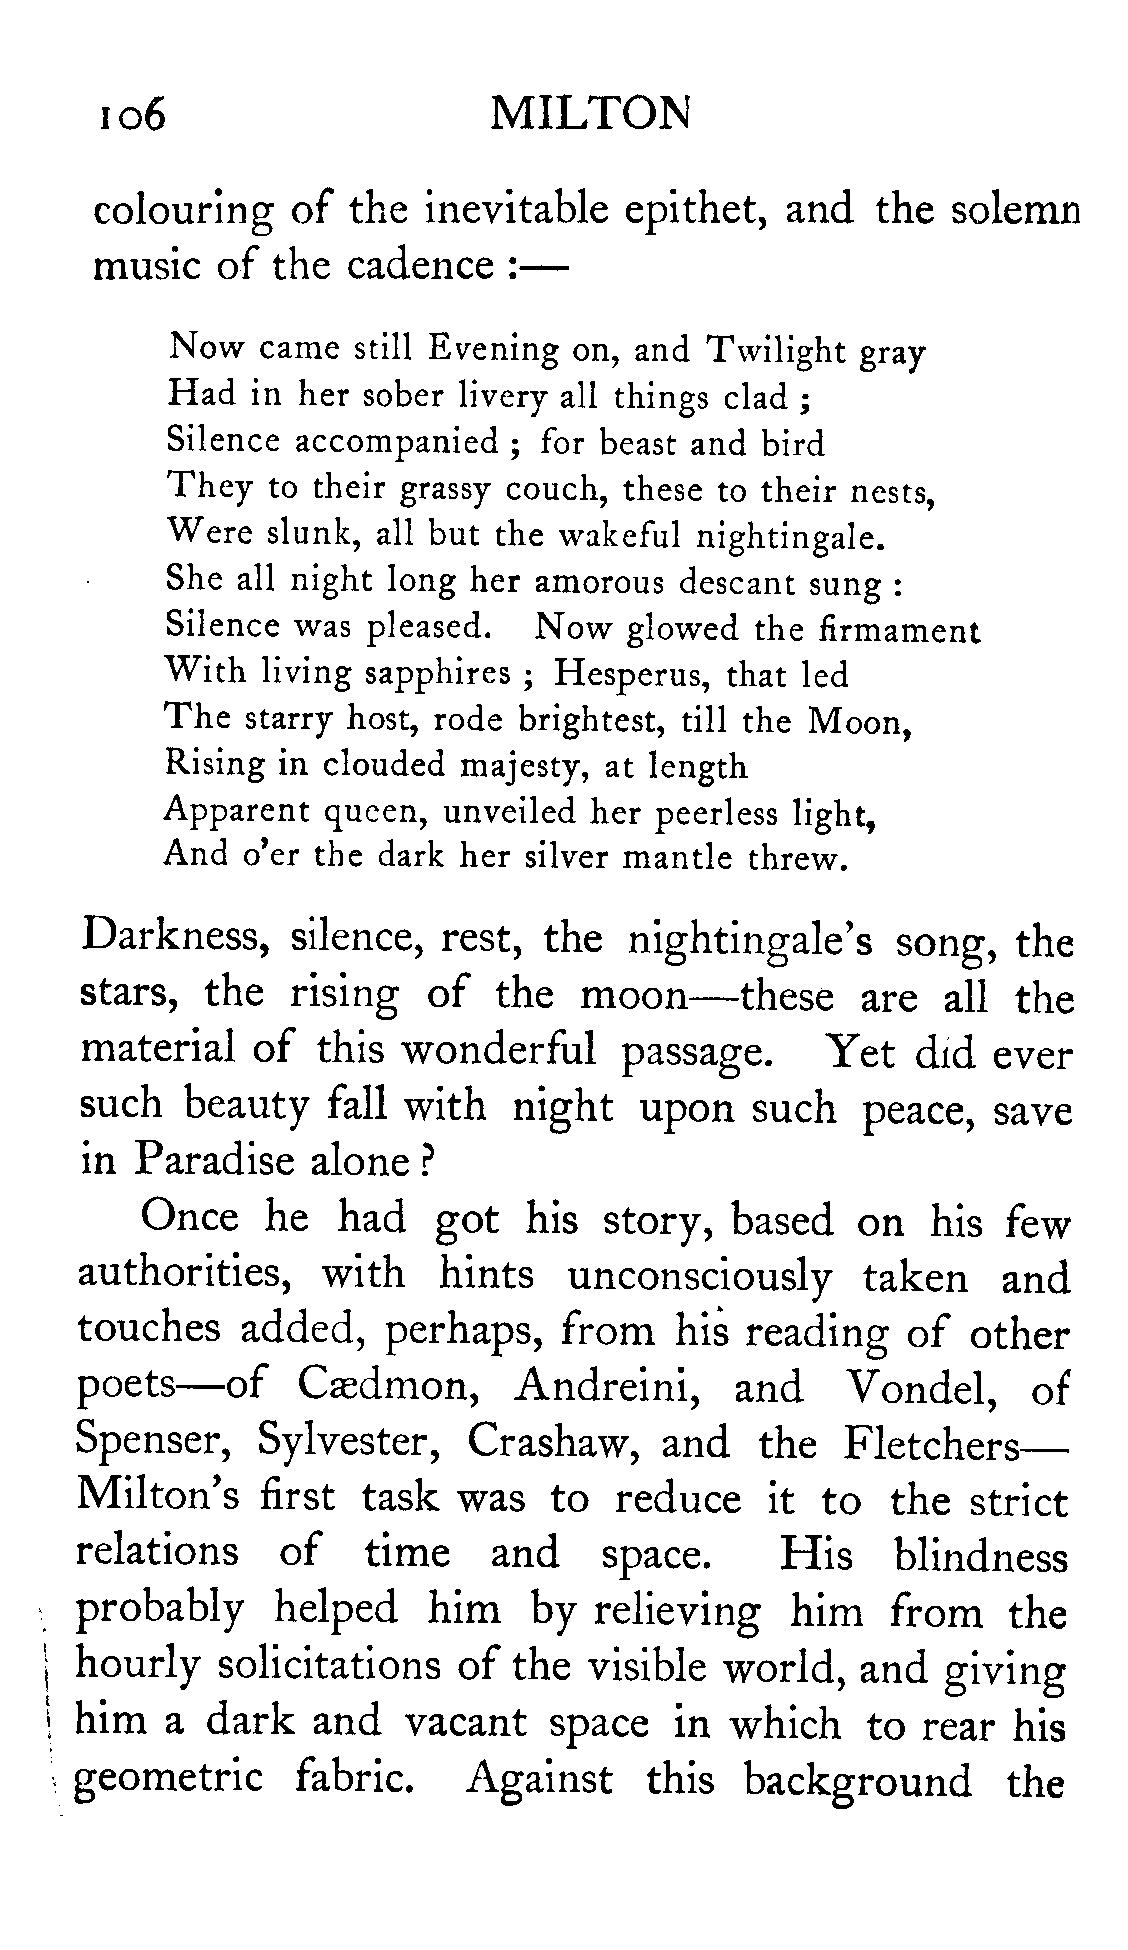 106 MILTON
colouring of the inevitable epithet, and the solemn
music of the cadence :—
Now came still Evening on, and Twilight gray
Had in her sober livery all things clad ;
Silence accompanied ; for beast and bird
They to their grassy couch, these to their nests,
Were slunk, all but the wakeful nightingale.
She all night long her amorous descant sung :
Silence was pleased. Now glowed the firmament
With living sapphires ; Hesperus, that led
The starry host, rode brightest, till the Moon,
Rising in clouded majesty, at length
Apparent queen, unveiled her peerless light,
And o'er the dark her silver mantle threw.
Darkness, silence, rest, the nightingale's song, the
stars, the rising of the moon—these are all the
material of this wonderful passage. Yet did ever
such beauty fall with night upon such peace, save
in Paradise alone ?
Once he had got his story, based on his few
authorities, with hints unconsciously taken and
touches added, perhaps, from his reading of other
poets—of Cædmon, Andreini, and Vondel, of
Spenser, Sylvester, Crashaw, and the Fletchers—
Milton's first task was to reduce it to the strict
relations of time and space. His blindness
probably helped him by relieving him from the
hourly solicitations of the visible world, and giving
him a dark and vacant space in which to rear his
geometric fabric. Against this background the